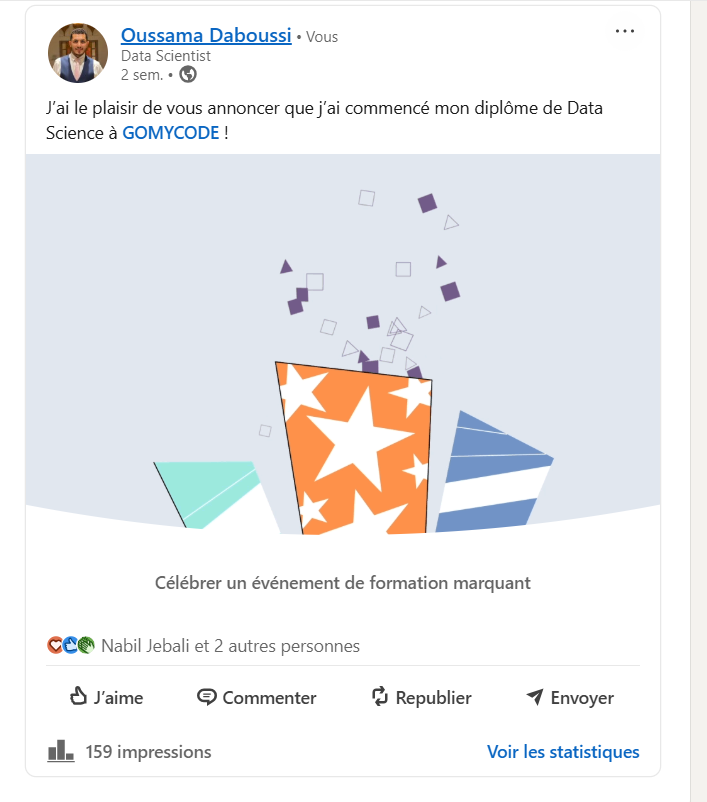 Oussama Daboussi • Vous
Data Scientist
2 sem. •
J’ai le plaisir de vous annoncer que j’ai commencé mon diplôme de Data
Science à GOMYCODE !
Célébrer un événement de formation marquant
Nabil Jebali et 2 autres personnes
J’aime Commenter Republier Envoyer
159 impressions Voir les statistiques